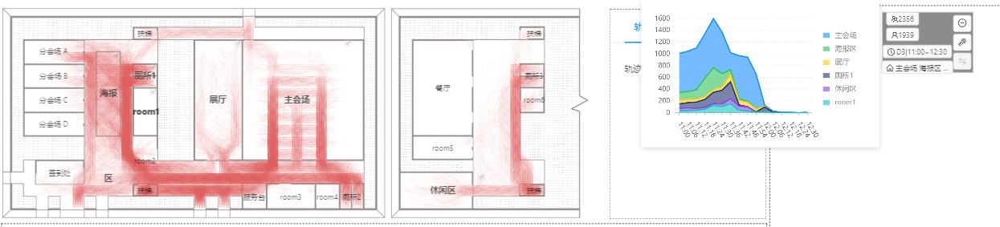 扶梯
分会场 A
分会场 B
分会场 C
分会场 D
海报
厕所1
room1
room2
展厅
主会场
签到处
区
扶梯
服务台
room3
room4
厕所2
扶梯
餐厅
厕所3
room6
room5
休闲区
扶梯
轨迹
1600
1400
1200
1000
800
600
400
200
0
11:00
11:06
11:12
11:18
11:24
11:30
11:36
11:42
11:48
11:54
12:00
12:06
12:12
12:18
12:24
12:30
主会场
海报区
展厅
厕所1
休闲区
room1
2356
1939
D3|11:00~12:30
主会场 海报区 ...